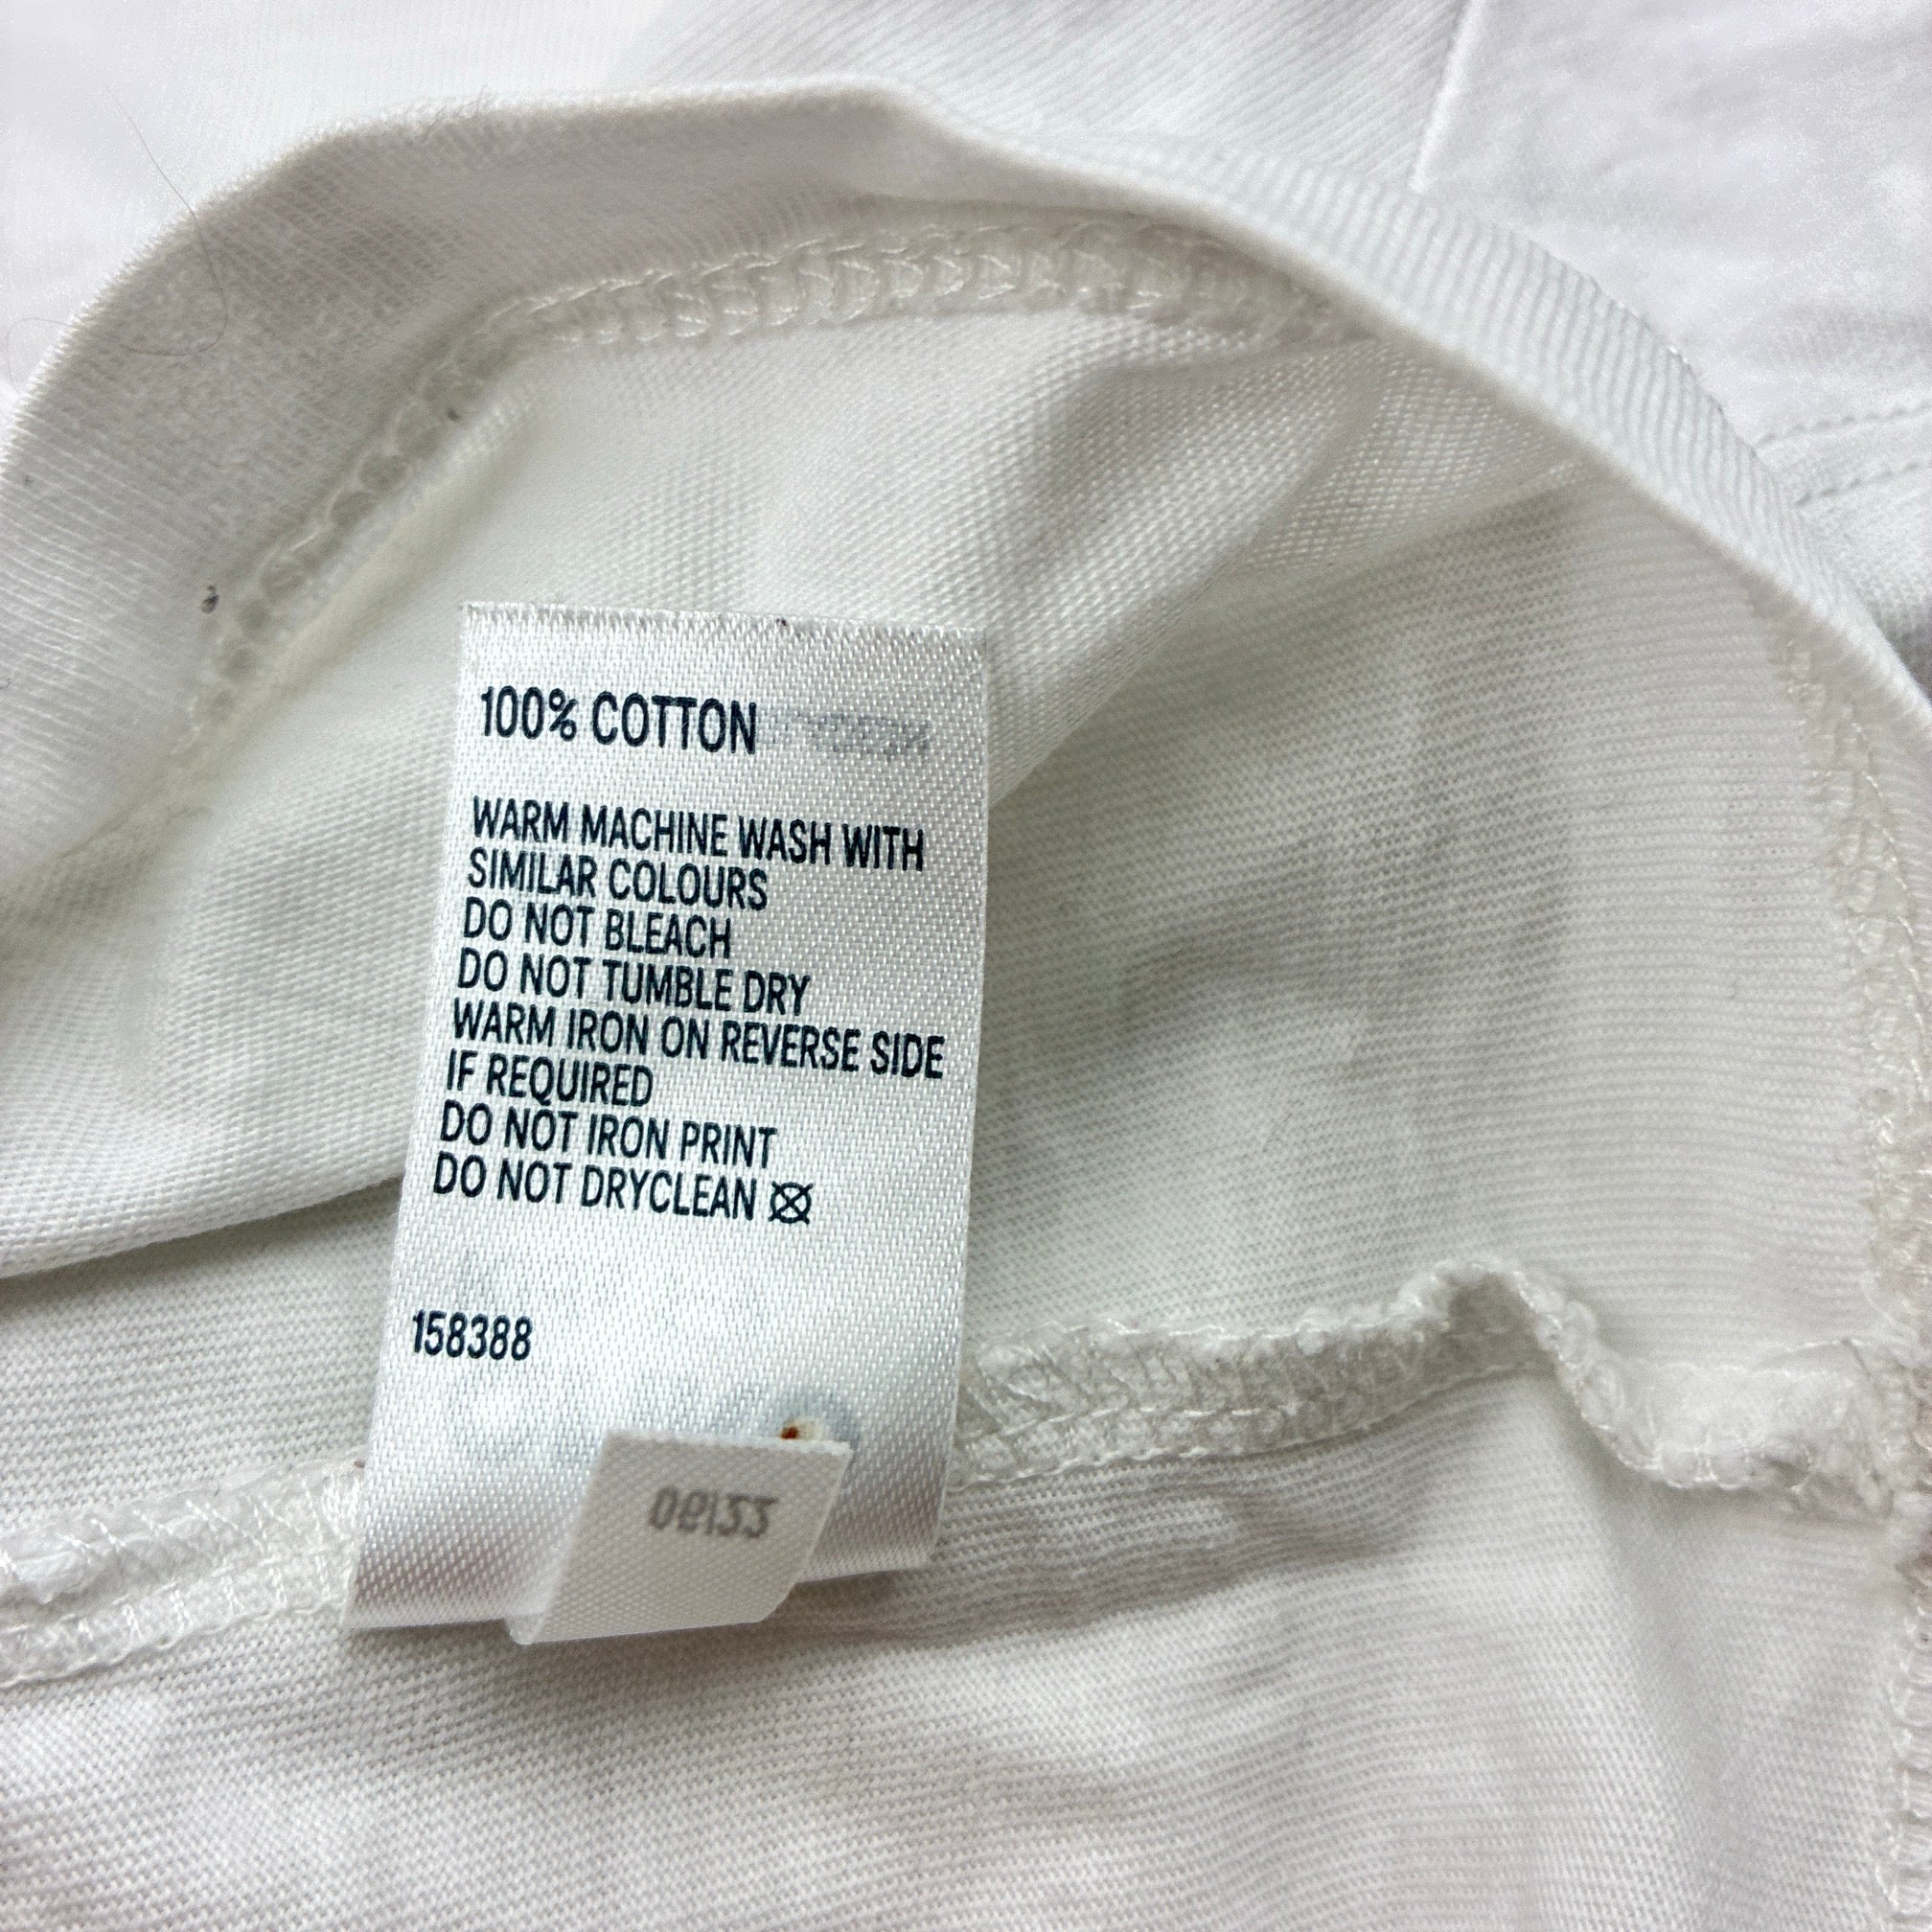 100% COTTON
WARM MACHINE WASH WITH
SIMILAR COLOURS
DO NOT BLEACH
DO NOT TUMBLE DRY
WARM IRON ON REVERSE SIDE
IF REQUIRED
DO NOT IRON PRINT
DO NOT DRYCLEAN
158388